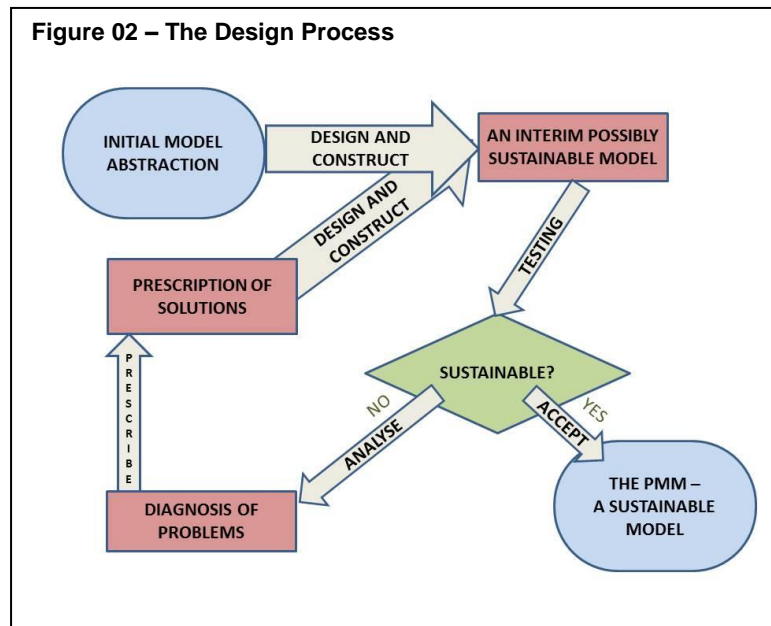 Figure 02 – The Design Process
INITIAL MODEL
ABSTRACTION
DESIGN AND
CONSTRUCT
AN INTERIM POSSIBLY
SUSTAINABLE MODEL
DESIGN AND
CONSTRUCT
TESTING
PRESCRIPTION OF
SOLUTIONS
SUSTAINABLE?
NO
YES
ANALYSE
ACCEPT
PRESCRIBE
DIAGNOSIS OF
PROBLEMS
THE PMM –
A SUSTAINABLE
MODEL